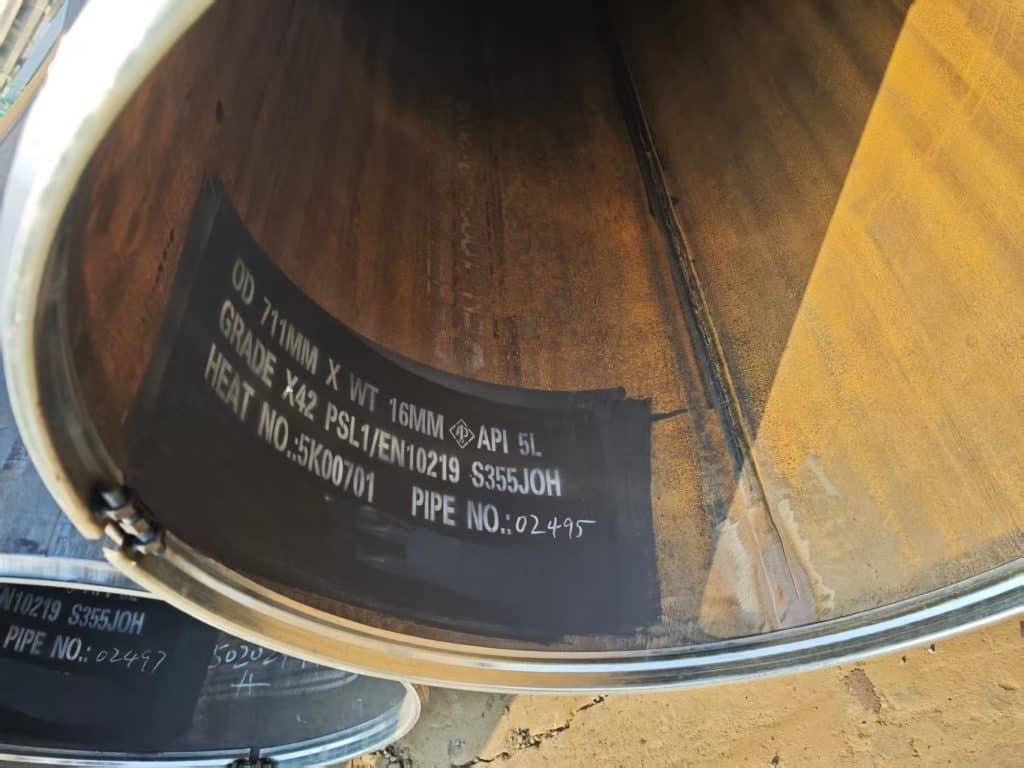 OD 711MM X WT 16MM API 5L
GRADE X42 PSL1/EN10219 S355JOH
HEAT NO.:5K00701 PIPE NO.:02495
N10219 S355JOH
PIPE NO.:02497